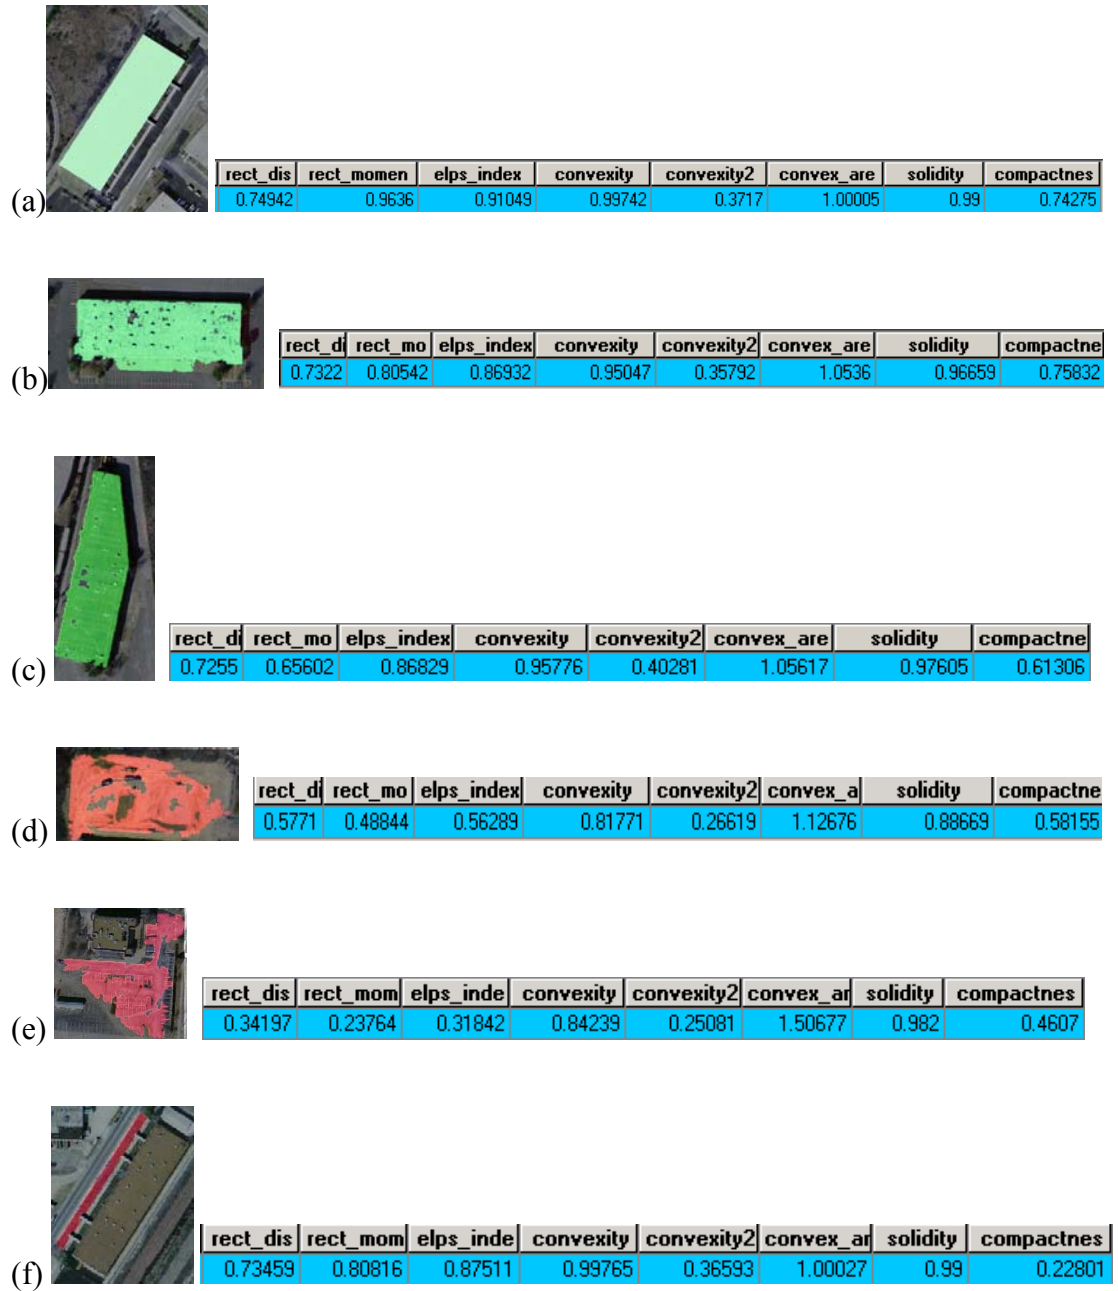 rect_dis rect_momen elps_index convexity convexity2 convex_are solidity compactnes
(a) 0.74942 0.9636 0.91049 0.99742 0.3717 1.00005 0.99 0.74275
rect_di rect_mo elps_index convexity convexity2 convex_are solidity compactne
(b) 0.7322 0.80542 0.86932 0.95047 0.35792 1.0536 0.96659 0.75832
rect_di rect_mo elps_index convexity convexity2 convex_are solidity compactne
(c) 0.7255 0.65602 0.86829 0.95776 0.40281 1.05617 0.97605 0.61306
rect_di rect_mo elps_index convexity convexity2 convex_a solidity compactne
(d) 0.5771 0.48844 0.56289 0.81771 0.26619 1.12676 0.88669 0.58155
rect_dis rect_mom elps_inde convexity convexity2 convex_ar solidity compactnes
(e) 0.34197 0.23764 0.31842 0.84239 0.25081 1.50677 0.982 0.4607
rect_dis rect_mom elps_inde convexity convexity2 convex_ar solidity compactnes
(f) 0.73459 0.80816 0.87511 0.99765 0.36593 1.00027 0.99 0.22801